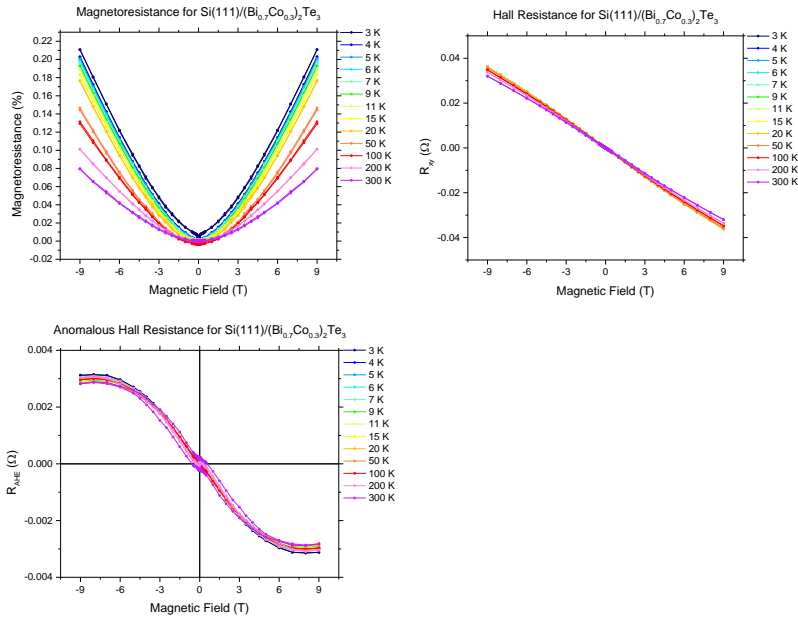 Magnetoresistance for Si(111)/(Bi0.7Co0.3)2Te3
Magnetoresistance (%)
0.22
0.20
0.18
0.16
0.14
0.12
0.10
0.08
0.06
0.04
0.02
0.00
-0.02
-9 -6 -3 0 3 6 9
Magnetic Field (T)
3 K
4 K
5 K
6 K
7 K
9 K
11 K
15 K
20 K
50 K
100 K
200 K
300 K
Hall Resistance for Si(111)/(Bi0.7Co0.3)2Te3
Rxy (Ω)
0.04
0.02
0.00
-0.02
-0.04
-9 -6 -3 0 3 6 9
Magnetic Field (T)
3 K
4 K
5 K
6 K
7 K
9 K
11 K
15 K
20 K
50 K
100 K
200 K
300 K
Anomalous Hall Resistance for Si(111)/(Bi0.7Co0.3)2Te3
RAHE (Ω)
0.004
0.002
0.000
-0.002
-0.004
-9 -6 -3 0 3 6 9
Magnetic Field (T)
3 K
4 K
5 K
6 K
7 K
9 K
11 K
15 K
20 K
50 K
100 K
200 K
300 K